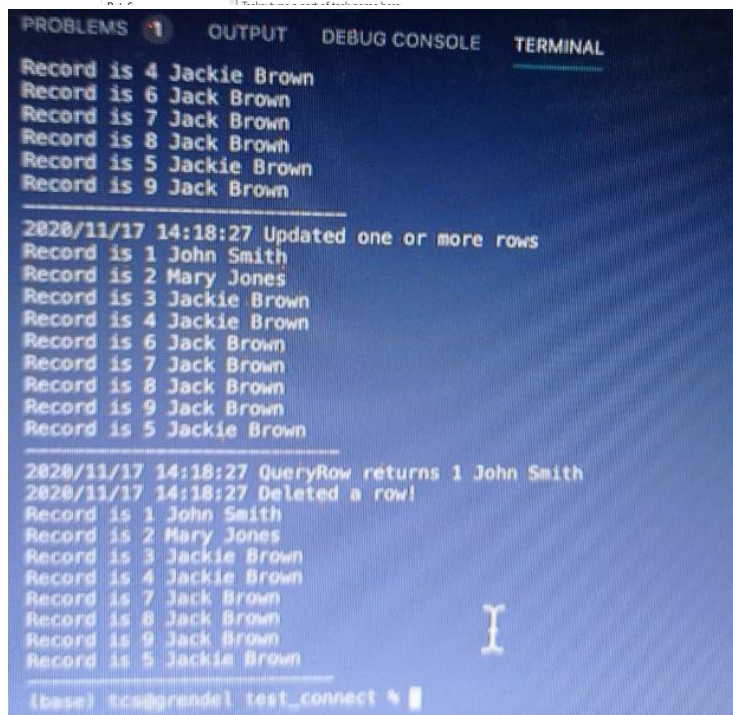 PROBLEMS 1 OUTPUT DEBUG CONSOLE TERMINAL
Record is 4 Jackie Brown
Record is 6 Jack Brown
Record is 7 Jack Brown
Record is 8 Jack Brown
Record is 5 Jackie Brown
Record is 9 Jack Brown
2020/11/17 14:18:27 Updated one or more rows
Record is 1 John Smith
Record is 2 Mary Jones
Record is 3 Jackie Brown
Record is 4 Jackie Brown
Record is 6 Jack Brown
Record is 7 Jack Brown
Record is 8 Jack Brown
Record is 9 Jack Brown
Record is 5 Jackie Brown
2020/11/17 14:18:27 QueryRow returns 1 John Smith
2020/11/17 14:18:27 Deleted a row!
Record is 1 John Smith
Record is 2 Mary Jones
Record is 3 Jackie Brown
Record is 4 Jackie Brown
Record is 7 Jack Brown
Record is 8 Jack Brown
Record is 9 Jack Brown
Record is 5 Jackie Brown
(base) tcs@grendel test_connect %